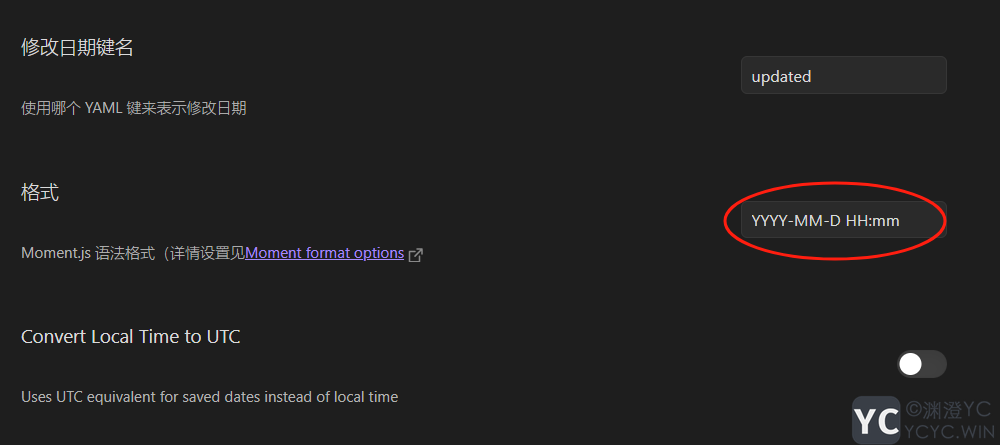 修改日期键名
updated
使用哪个 YAML 键来表示修改日期
格式
YYYY-MM-D HH:mm
Moment.js 语法格式（详情设置见Moment format options
Convert Local Time to UTC
Uses UTC equivalent for saved dates instead of local time
YC
©渊澄YC
YCYC.WIN